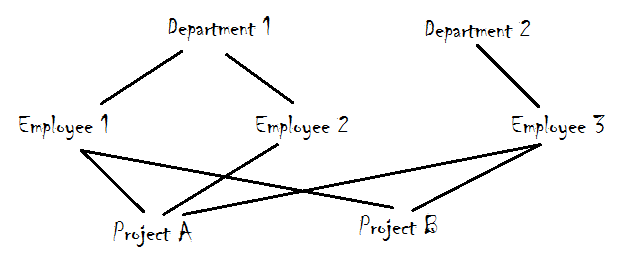 Department 1
Department 2
Employee 1
Employee 2
Employee 3
Project A
Project B